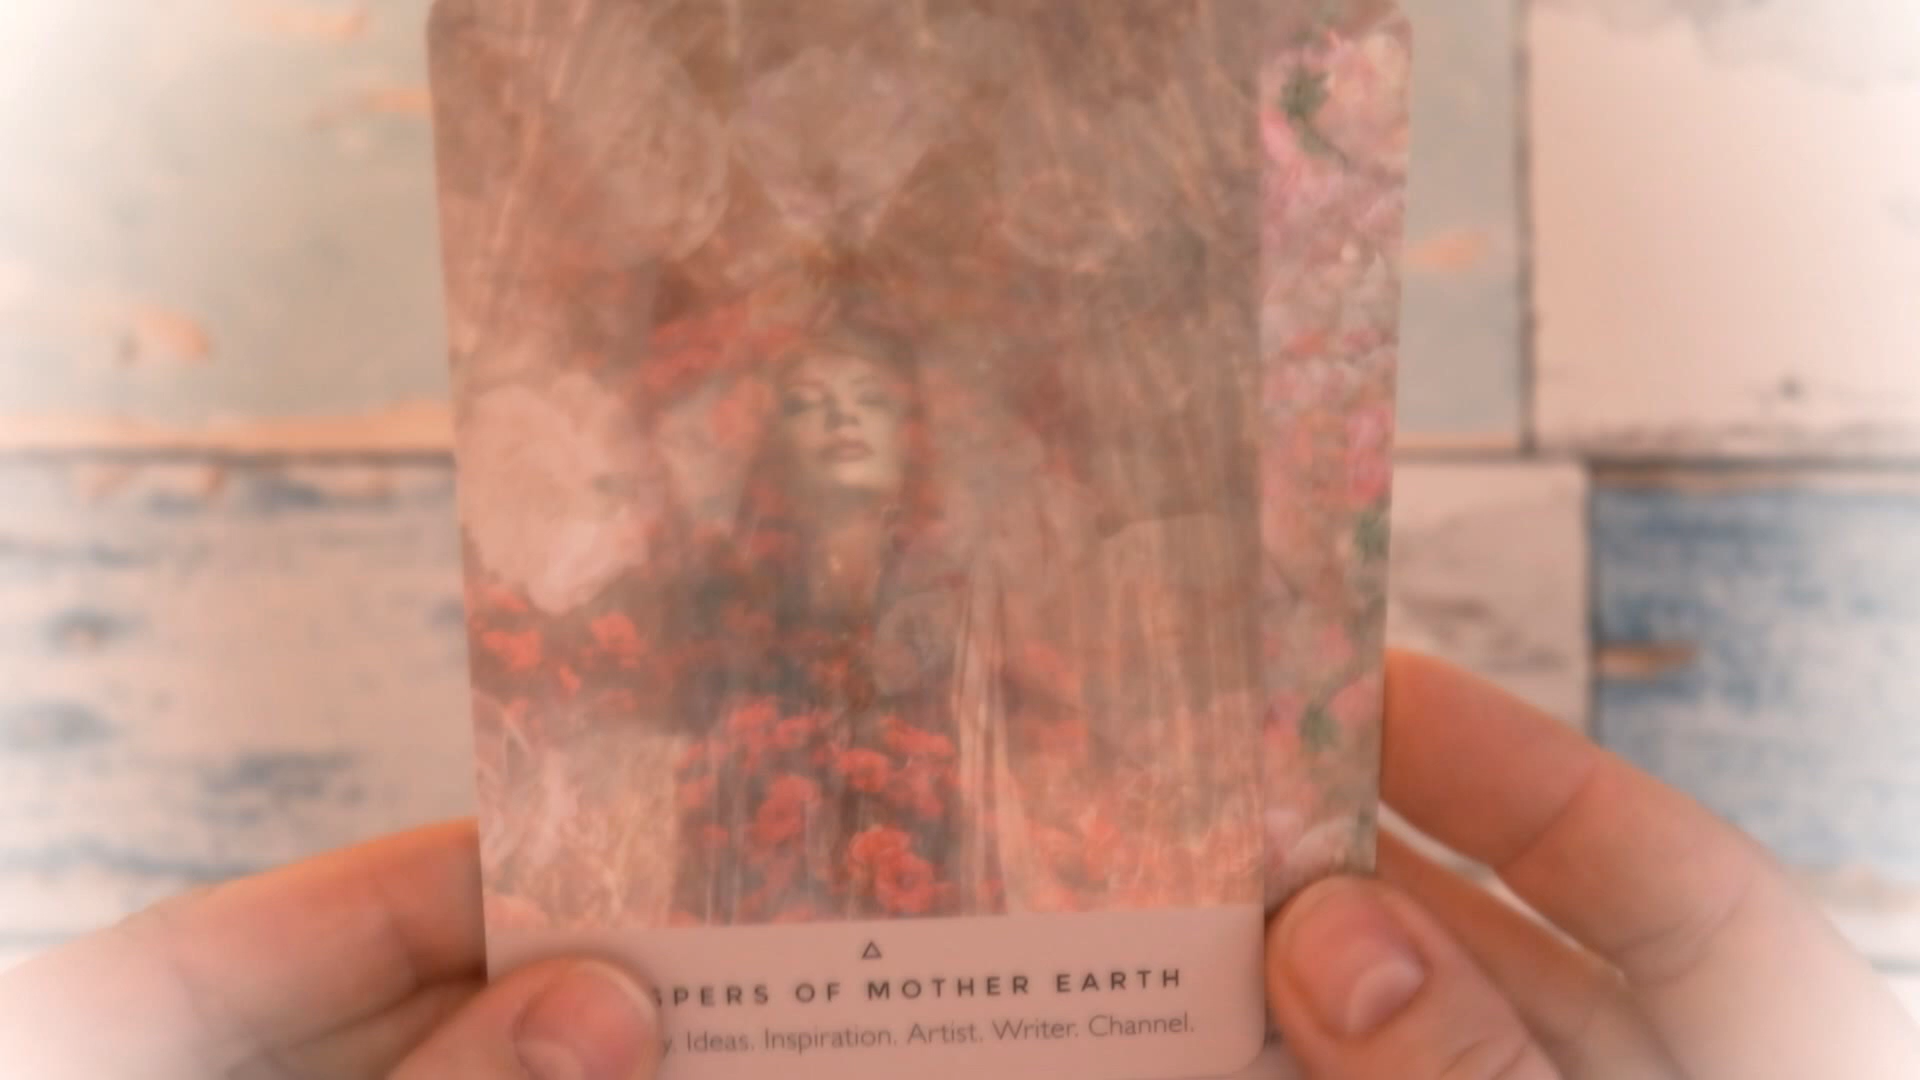 SPERS OF MOTHER EARTH
y. Ideas. Inspiration. Artist. Writer. Channel.